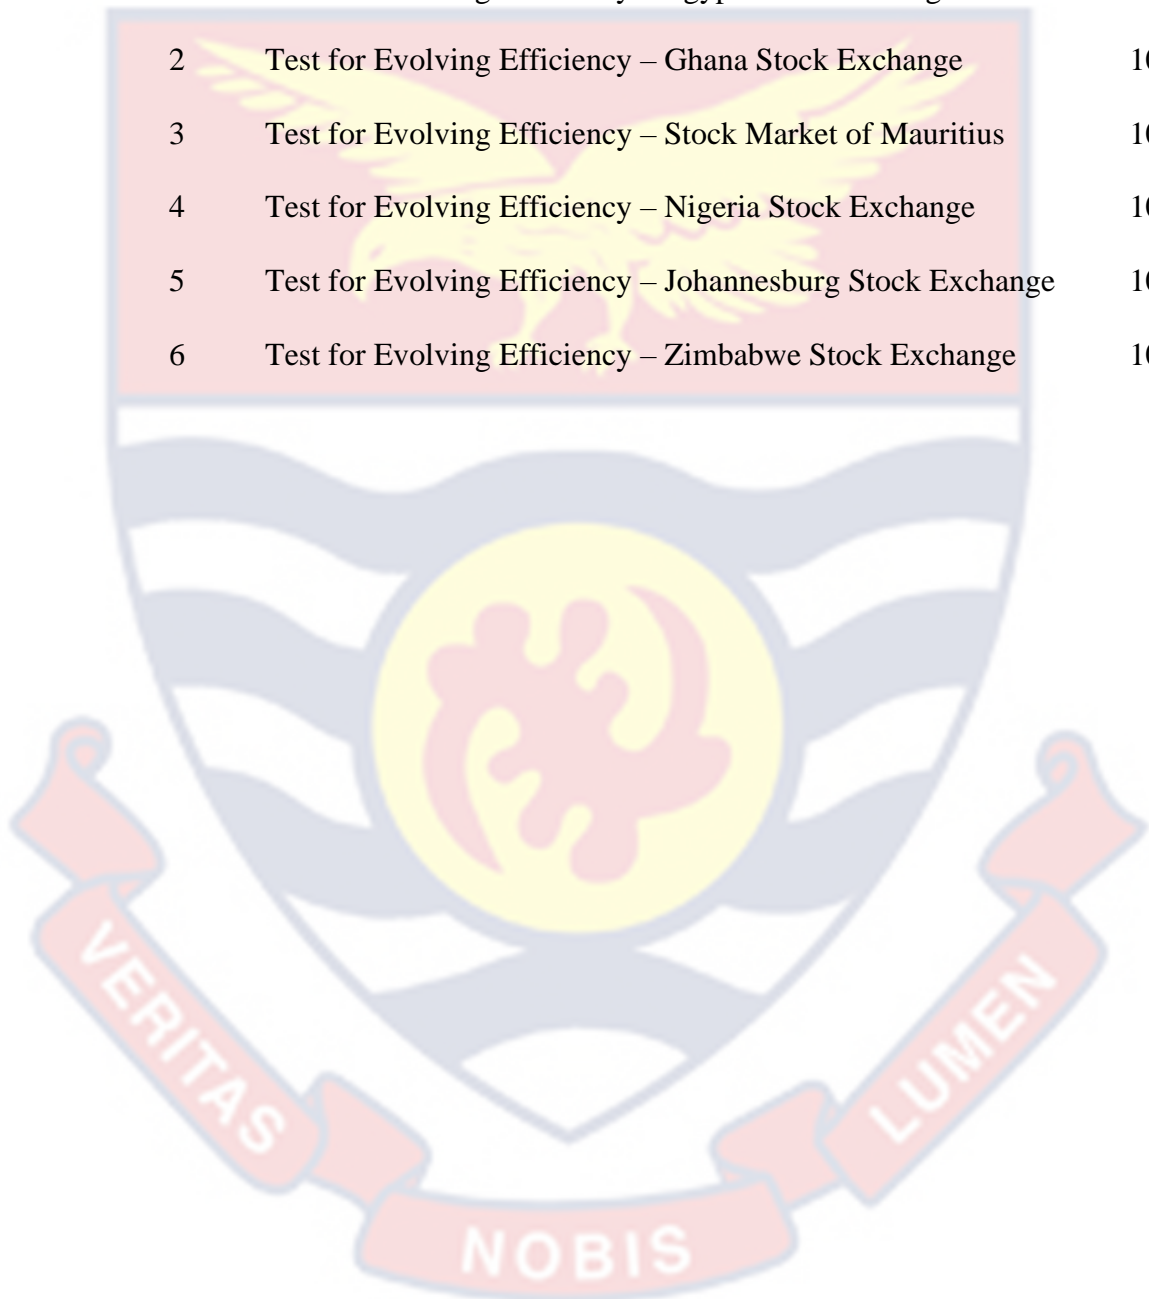 2 Test for Evolving Efficiency – Ghana Stock Exchange
3 Test for Evolving Efficiency – Stock Market of Mauritius
4 Test for Evolving Efficiency – Nigeria Stock Exchange
5 Test for Evolving Efficiency – Johannesburg Stock Exchange
6 Test for Evolving Efficiency – Zimbabwe Stock Exchange
VERITAS
NOBIS
LUMEN